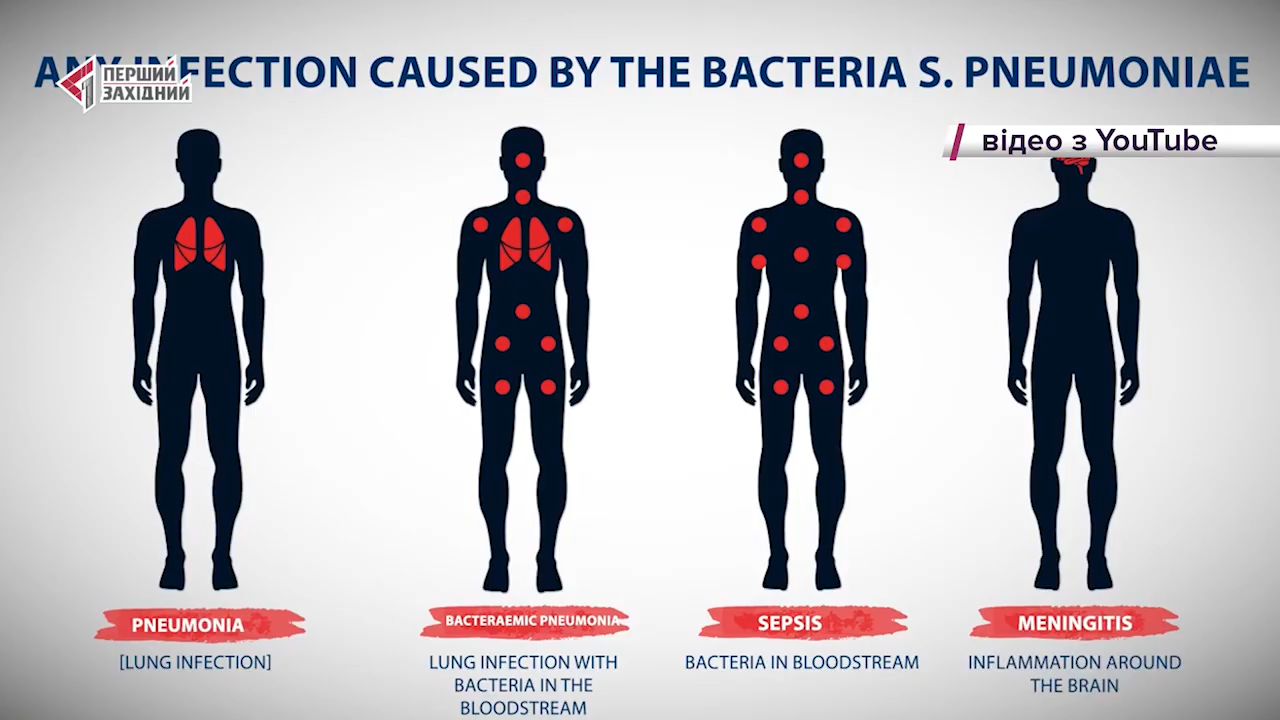 ANY INFECTION CAUSED BY THE BACTERIA S. PNEUMONIAE
ПЕРШИЙ
ЗАХІДНИЙ
відео з YouTube
PNEUMONIA
[LUNG INFECTION]
BACTERAEMIC PNEUMONIA
LUNG INFECTION WITH
BACTERIA IN THE
BLOODSTREAM
SEPSIS
BACTERIA IN BLOODSTREAM
MENINGITIS
INFLAMMATION AROUND
THE BRAIN